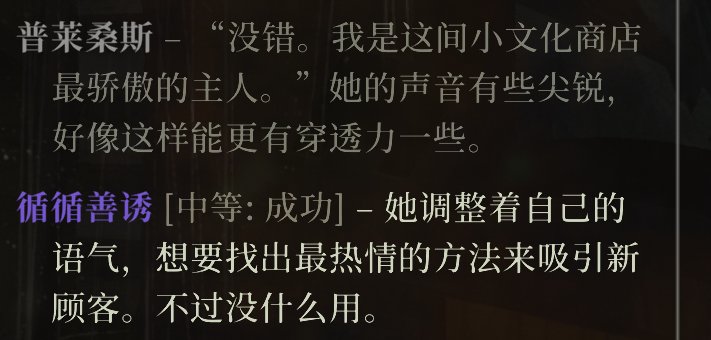 普莱桑斯 – “没错。我是这间小文化商店
最骄傲的主人。”她的声音有些尖锐，
好像这样能更有穿透力一些。
循循善诱 [中等: 成功] – 她调整着自己的
语气，想要找出最热情的方法来吸引新
顾客。不过没什么用。